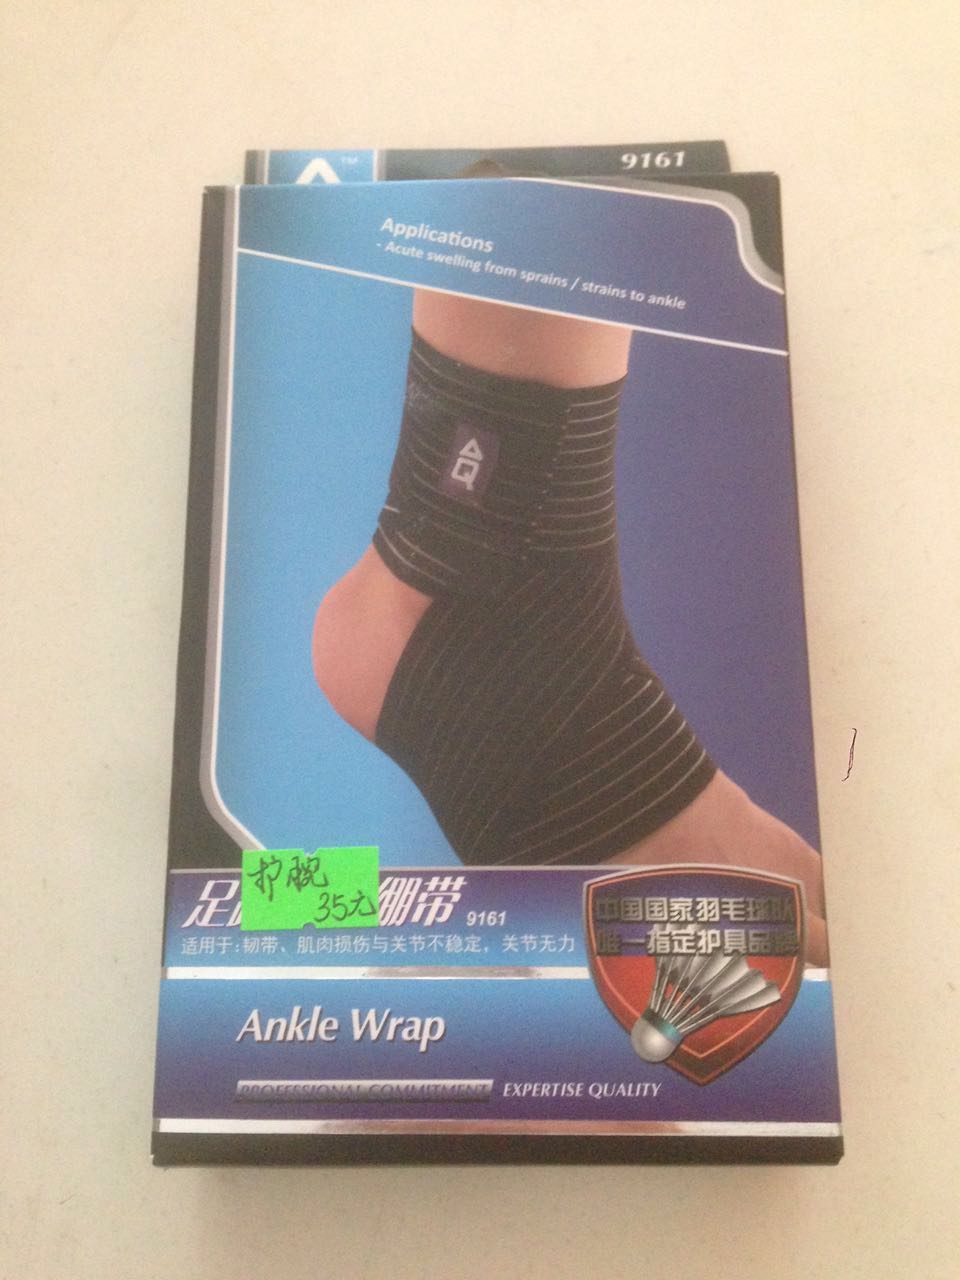 TM
9161
Applications
- Acute swelling from sprains / strains to ankle
AQ
护腕
35元
足
绷带 9161
适用于:韧带、肌肉损伤与关节不稳定,关节无力
中国国家羽毛球队
唯一指定护具品牌
Ankle Wrap
PROFESSIONAL COMMITMENT EXPERTISE QUALITY